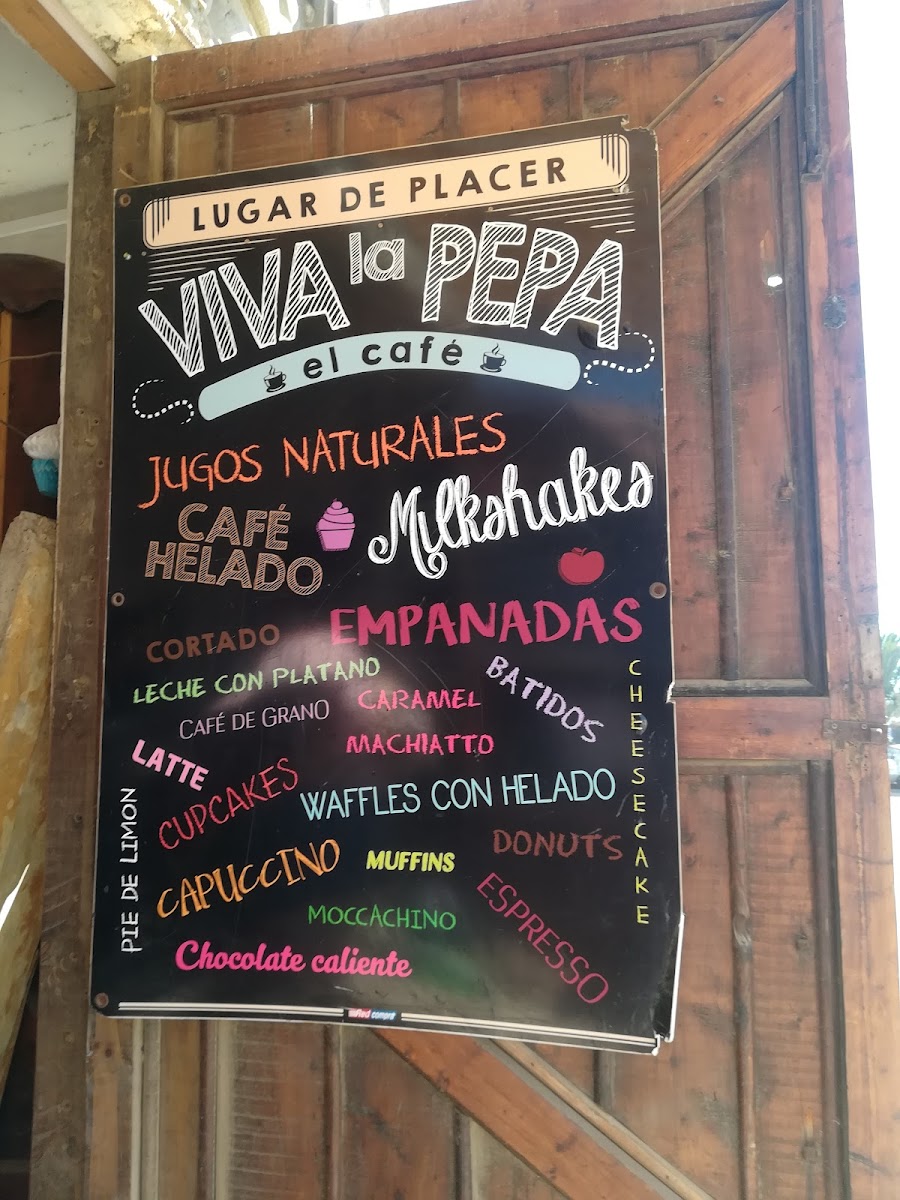 LUGAR DE PLACER
VIVA la PEPA
el café
JUGOS NATURALES
CAFÉ
HELADO
Milkshakes
EMPANADAS
CORTADO
LECHE CON PLATANO
CAFÉ DE GRANO
CARAMEL
MACHIATTO
BATIDOS
CHEESECAKE
LATTE
CUPCAKES
WAFFLES CON HELADO
PIE DE LIMON
CAPUCCINO
MUFFINS
DONUTS
MOCCACHINO
ESPRESSO
Chocolate caliente